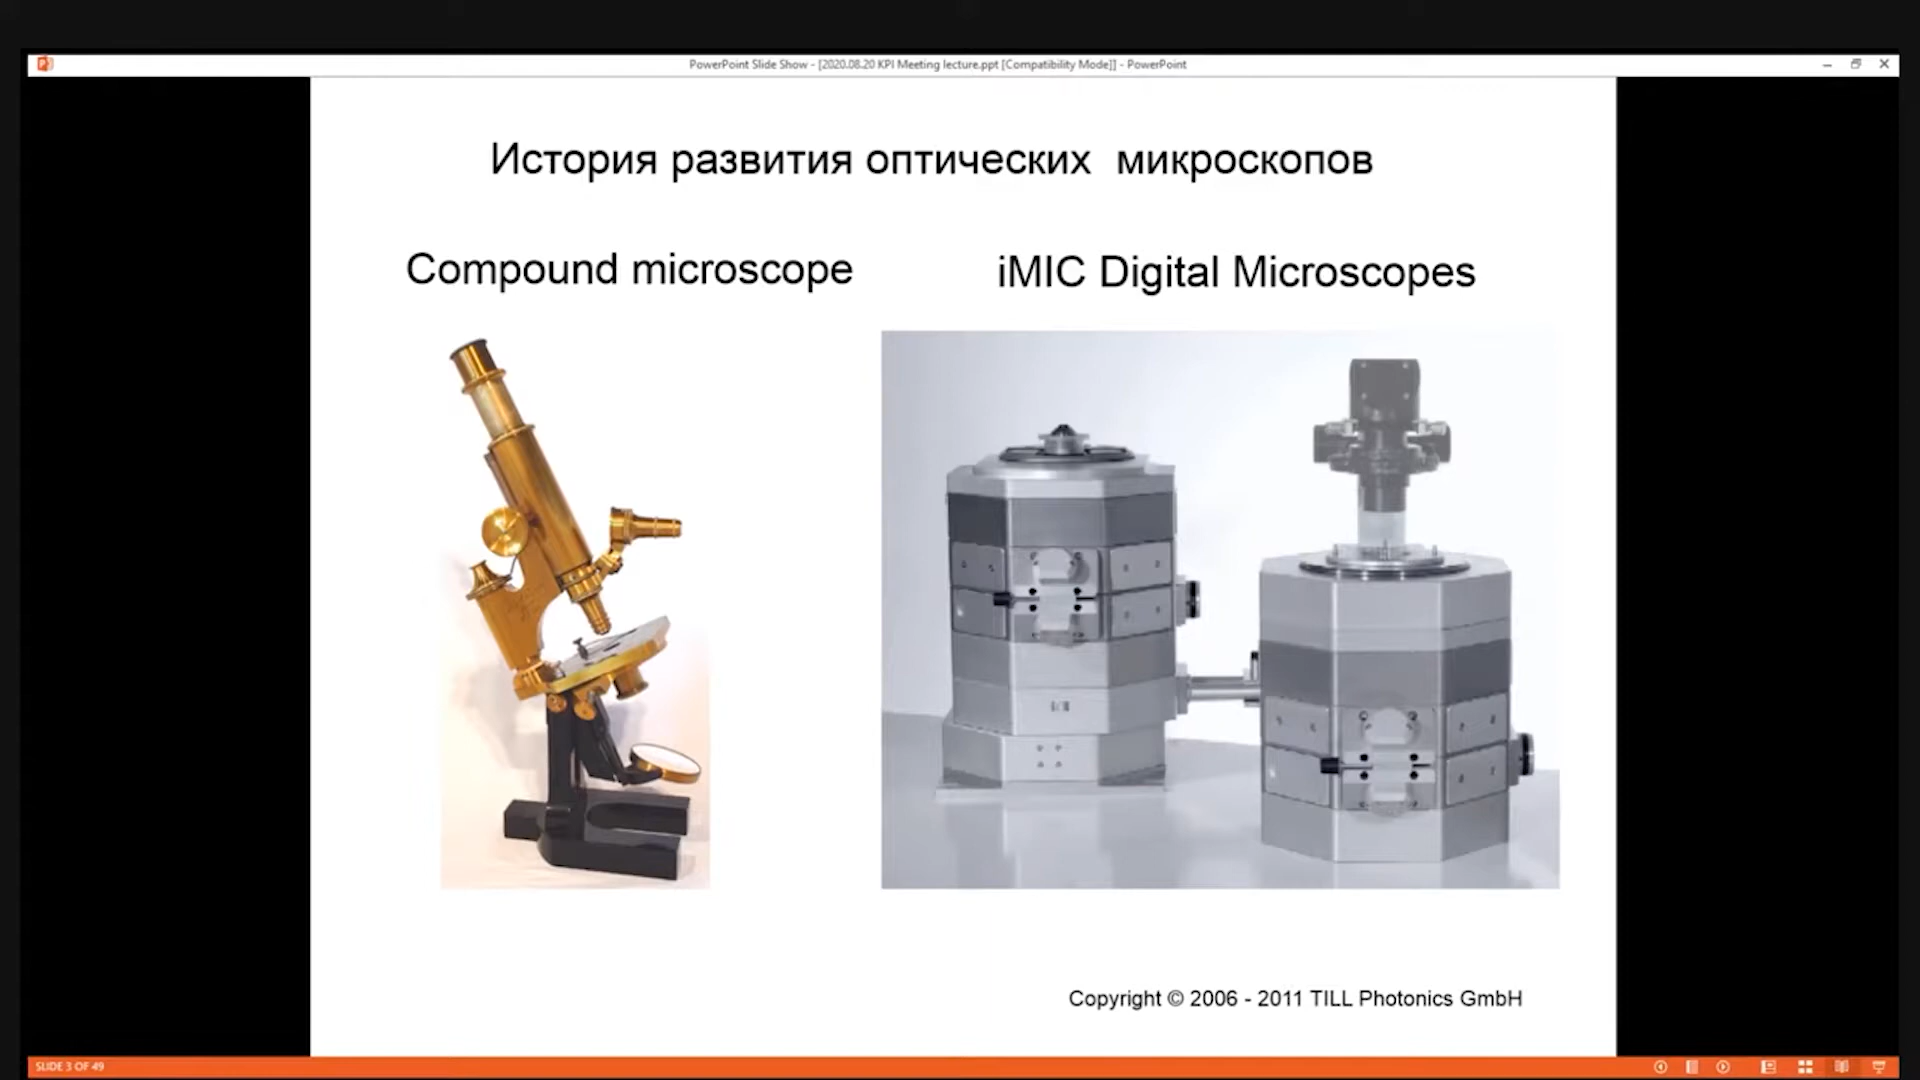 PowerPoint Slide Show - [2020.08.20 KPI Meeting lecture.ppt [Compatibility Mode]] - PowerPoint
История развития оптических микроскопов
Compound microscope
iMIC Digital Microscopes
Copyright © 2006 - 2011 TILL Photonics GmbH
SLIDE 3 OF 49